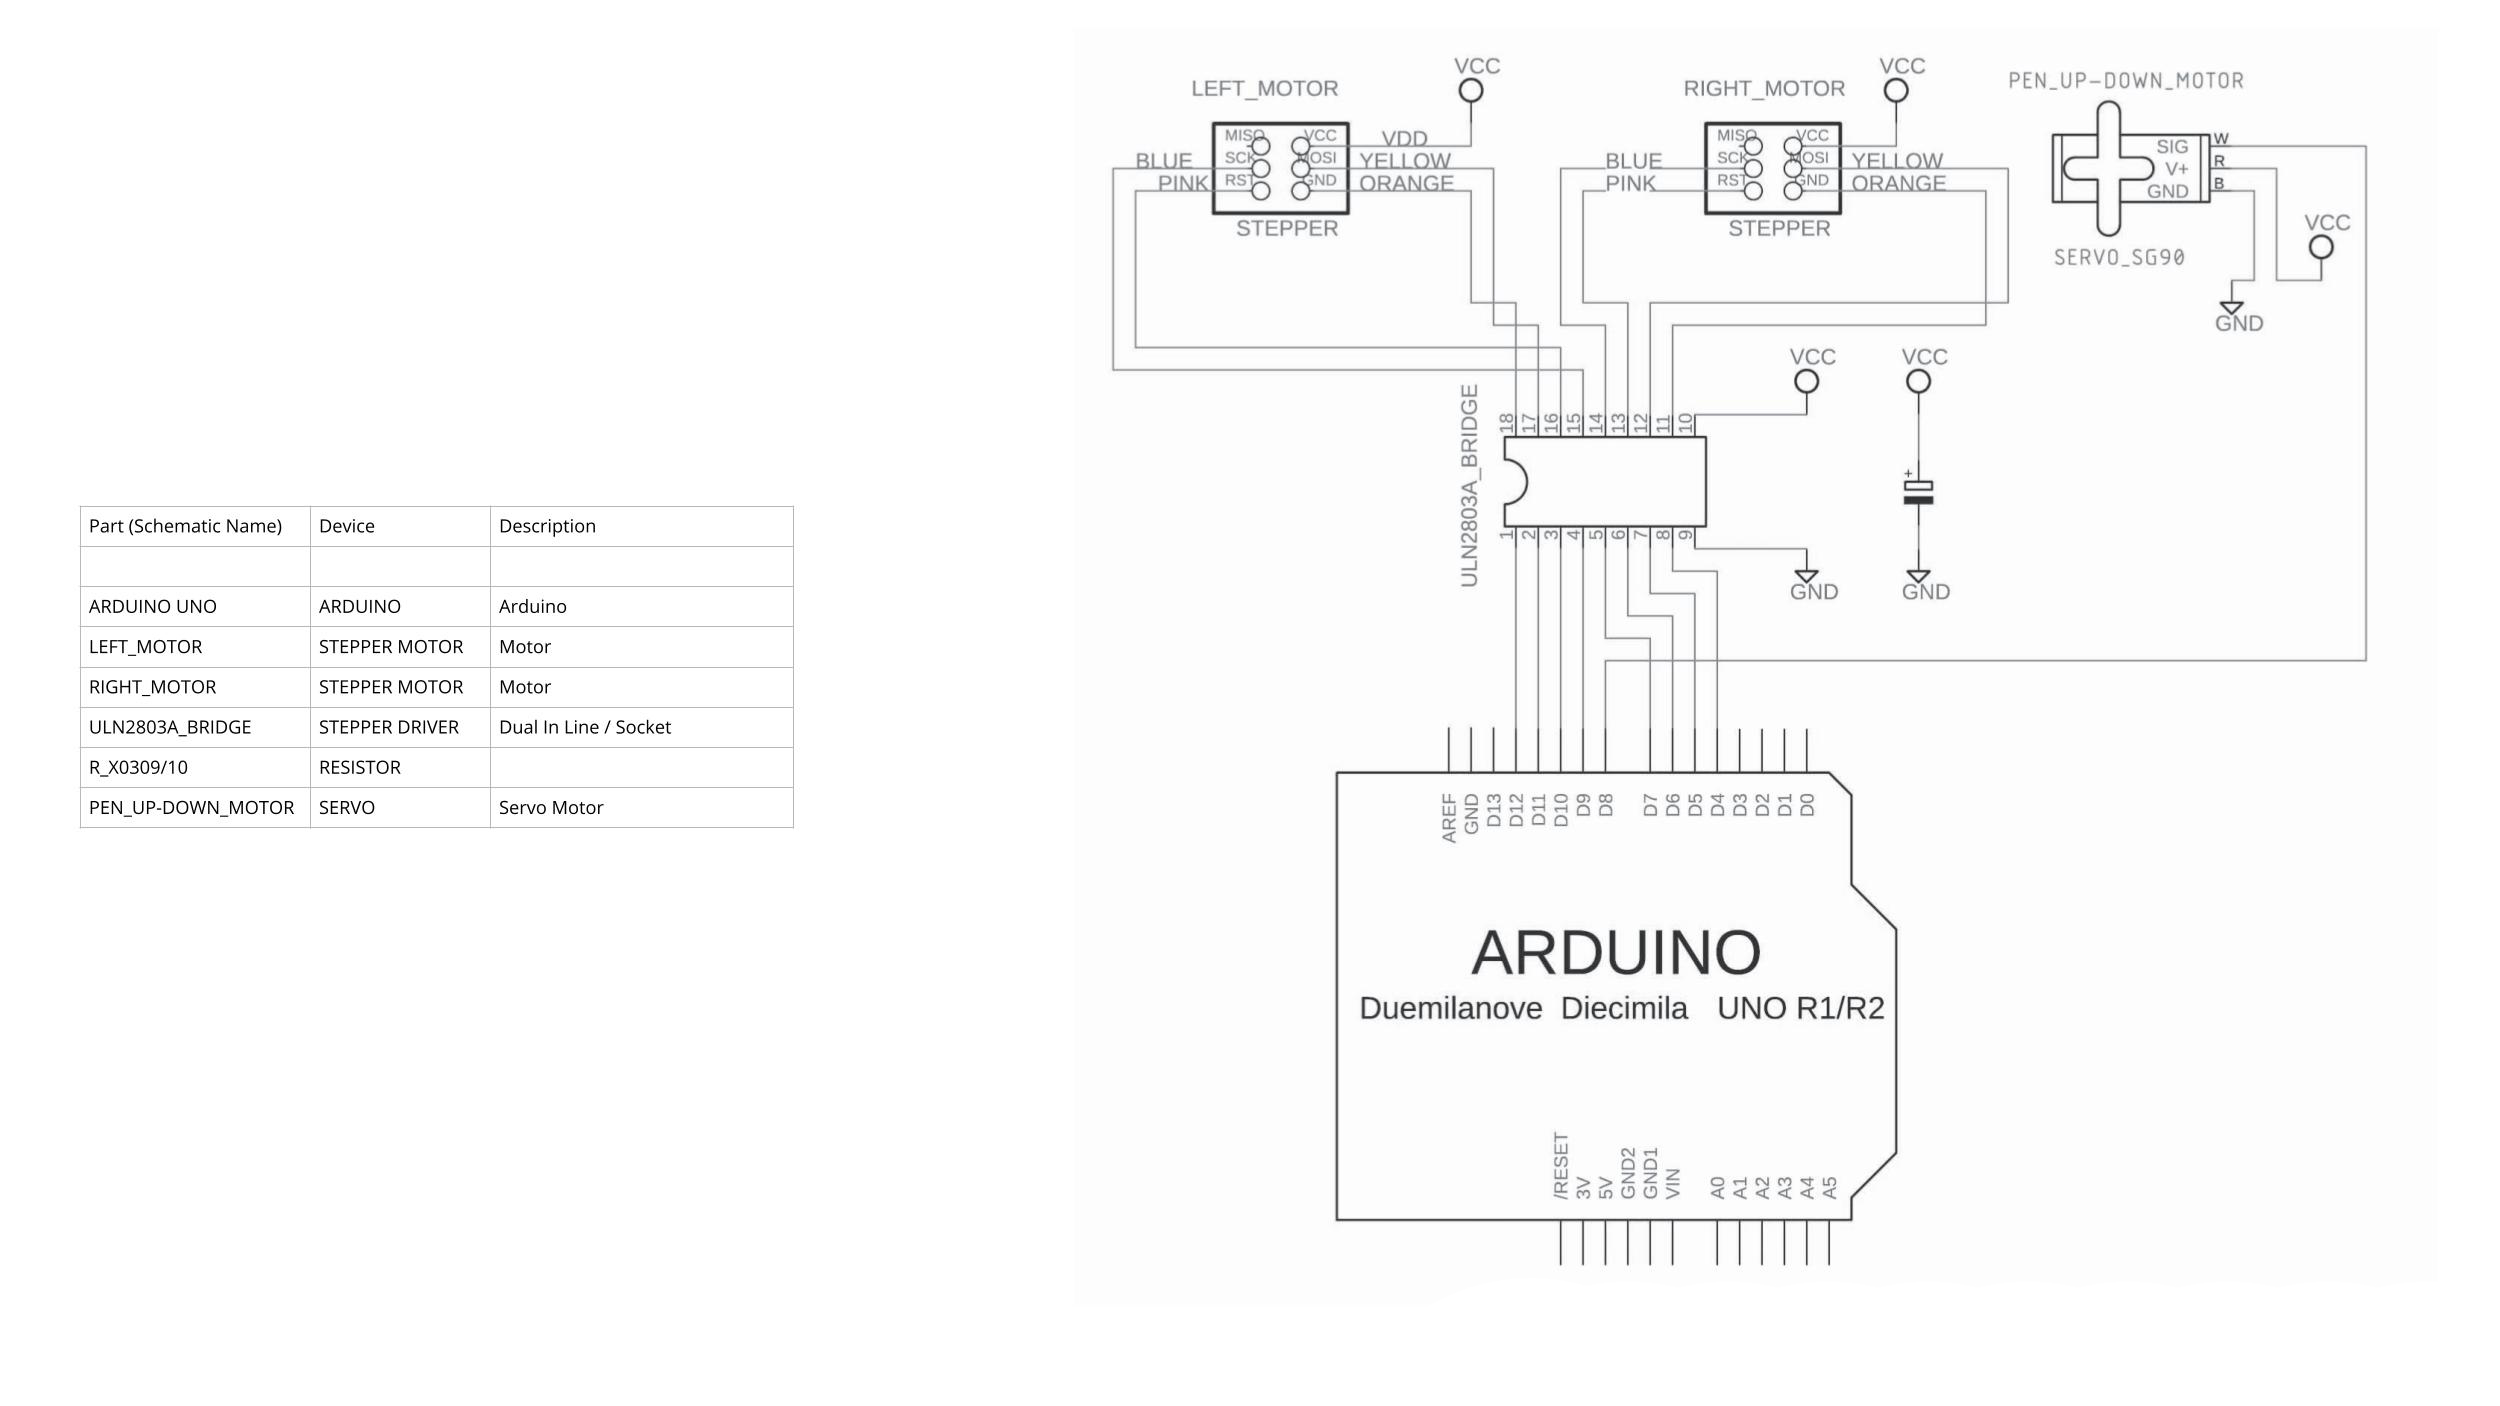 Part (Schematic Name) Device Description
ARDUINO UNO ARDUINO Arduino
LEFT_MOTOR STEPPER MOTOR Motor
RIGHT_MOTOR STEPPER MOTOR Motor
ULN2803A_BRIDGE STEPPER DRIVER Dual In Line / Socket
R_X0309/10 RESISTOR
PEN_UP-DOWN_MOTOR SERVO Servo Motor
LEFT_MOTOR
VCC
MISO VCC
VDD
BLUE SCK MOSI YELLOW
PINK RST GND ORANGE
STEPPER
RIGHT_MOTOR
VCC
MISO VCC
BLUE SCK MOSI YELLOW
PINK RST GND ORANGE
STEPPER
PEN_UP-DOWN_MOTOR
SIG W
V+ R
GND B
SERVO_SG90
VCC
GND
VCC
VCC
ULN2803A_BRIDGE
18 17 16 15 14 13 12 11 10
1 2 3 4 5 6 7 8 9
+
GND
GND
AREF GND D13 D12 D11 D10 D9 D8 D7 D6 D5 D4 D3 D2 D1 D0
ARDUINO
Duemilanove Diecimila UNO R1/R2
/RESET 3V 5V GND2 GND1 VIN A0 A1 A2 A3 A4 A5